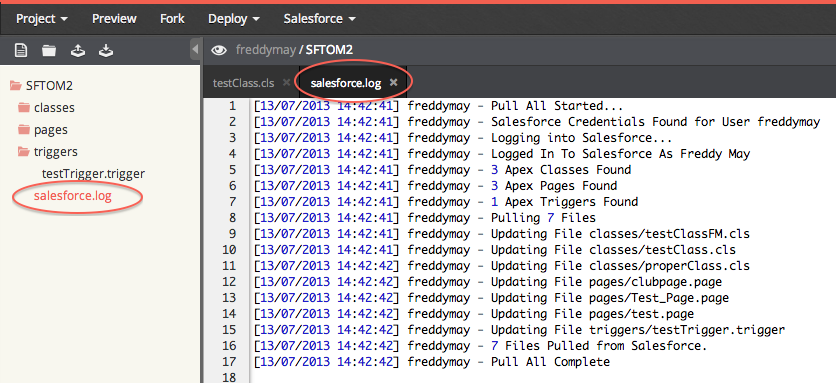 Project Preview Fork Deploy Salesforce
freddymay / SFTOM2
SFTOM2
classes
pages
triggers
testTrigger.trigger
salesforce.log
testClass.cls × salesforce.log ×
1 [13/07/2013 14:42:41] freddymay - Pull All Started...
2 [13/07/2013 14:42:41] freddymay - Salesforce Credentials Found for User freddymay
3 [13/07/2013 14:42:41] freddymay - Logging into Salesforce...
4 [13/07/2013 14:42:41] freddymay - Logged In To Salesforce As Freddy May
5 [13/07/2013 14:42:41] freddymay - 3 Apex Classes Found
6 [13/07/2013 14:42:41] freddymay - 3 Apex Pages Found
7 [13/07/2013 14:42:41] freddymay - 1 Apex Triggers Found
8 [13/07/2013 14:42:41] freddymay - Pulling 7 Files
9 [13/07/2013 14:42:41] freddymay - Updating File classes/testClassFM.cls
10 [13/07/2013 14:42:41] freddymay - Updating File classes/testClass.cls
11 [13/07/2013 14:42:42] freddymay - Updating File classes/properClass.cls
12 [13/07/2013 14:42:42] freddymay - Updating File pages/clubpage.page
13 [13/07/2013 14:42:42] freddymay - Updating File pages/Test_Page.page
14 [13/07/2013 14:42:42] freddymay - Updating File pages/test.page
15 [13/07/2013 14:42:42] freddymay - Updating File triggers/testTrigger.trigger
16 [13/07/2013 14:42:42] freddymay - 7 Files Pulled from Salesforce.
17 [13/07/2013 14:42:42] freddymay - Pull All Complete
18